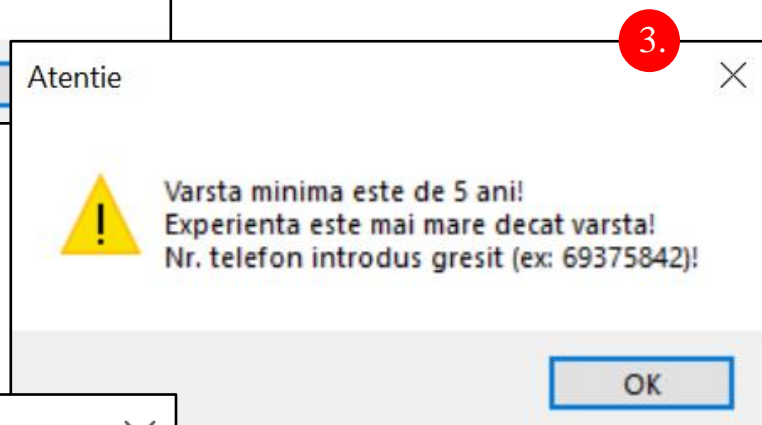 3.
Atentie
Varsta minima este de 5 ani!
Experienta este mai mare decat varsta!
Nr. telefon introdus gresit (ex: 69375842)!
OK